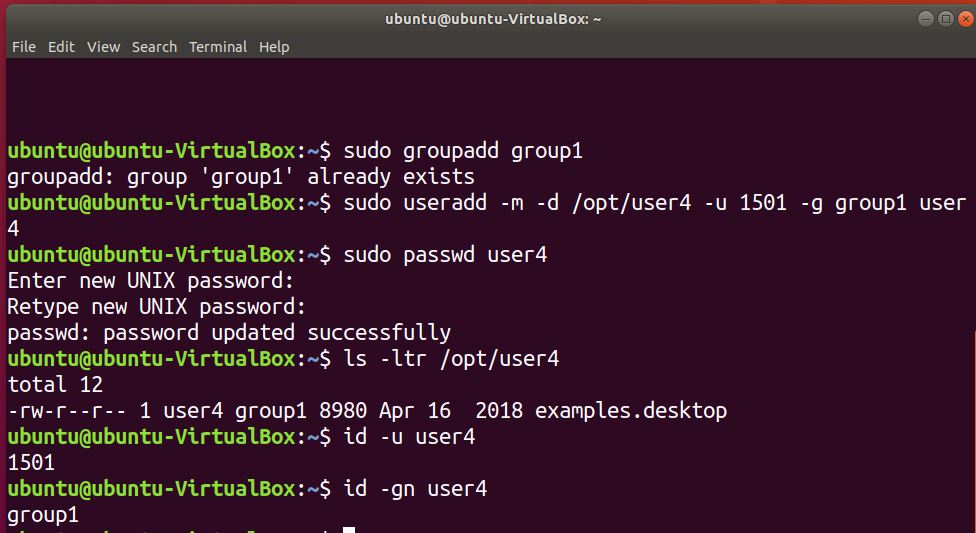 ubuntu@ubuntu-VirtualBox: ~
File Edit View Search Terminal Help
ubuntu@ubuntu-VirtualBox:~$ sudo groupadd group1
groupadd: group 'group1' already exists
ubuntu@ubuntu-VirtualBox:~$ sudo useradd -m -d /opt/user4 -u 1501 -g group1 user
4
ubuntu@ubuntu-VirtualBox:~$ sudo passwd user4
Enter new UNIX password:
Retype new UNIX password:
passwd: password updated successfully
ubuntu@ubuntu-VirtualBox:~$ ls -ltr /opt/user4
total 12
-rw-r--r-- 1 user4 group1 8980 Apr 16  2018 examples.desktop
ubuntu@ubuntu-VirtualBox:~$ id -u user4
1501
ubuntu@ubuntu-VirtualBox:~$ id -gn user4
group1